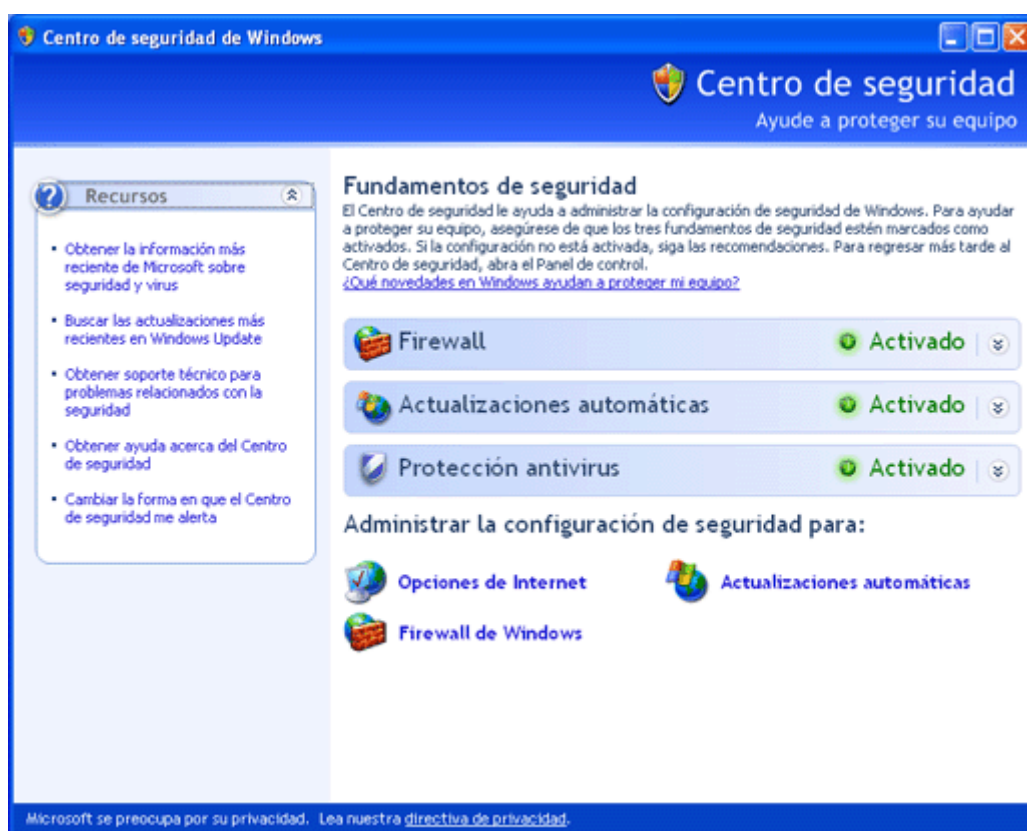 Centro de seguridad de Windows
Centro de seguridad
Ayude a proteger su equipo
Recursos
• Obtener la información más
reciente de Microsoft sobre
seguridad y virus
• Buscar las actualizaciones más
recientes en Windows Update
• Obtener soporte técnico para
problemas relacionados con la
seguridad
• Obtener ayuda acerca del Centro
de seguridad
• Cambiar la forma en que el Centro
de seguridad me alerta
Fundamentos de seguridad
El Centro de seguridad le ayuda a administrar la configuración de seguridad de Windows. Para ayudar
a proteger su equipo, asegúrese de que los tres fundamentos de seguridad estén marcados como
activados. Si la configuración no está activada, siga las recomendaciones. Para regresar más tarde al
Centro de seguridad, abra el Panel de control.
¿Qué novedades en Windows ayudan a proteger mi equipo?
Firewall Activado
Actualizaciones automáticas Activado
Protección antivirus Activado
Administrar la configuración de seguridad para:
Opciones de Internet Actualizaciones automáticas
Firewall de Windows
Microsoft se preocupa por su privacidad. Lea nuestra directiva de privacidad.